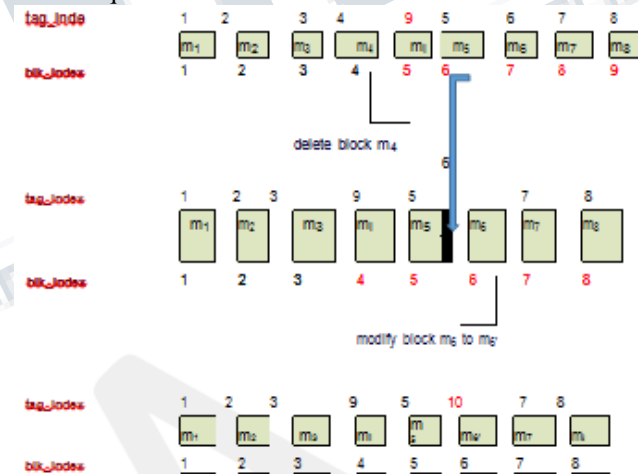 tag_inde 1 2 3 4 9 5 6 7 8
m1 m2 m3 m4 mi m5 m6 m7 m8
blk_index 1 2 3 4 5 6 7 8 9
delete block m4
6
tag_index 1 2 3 9 5 7 8
m1 m2 m3 mi m5 m6 m7 m8
blk_index 1 2 3 4 5 6 7 8
modify block m6 to m6'
tag_index 1 2 3 9 5 10 7 8
m1 m2 m3 mi m5 m6' m7
blk_index 1 2 3 4 5 6 7 8